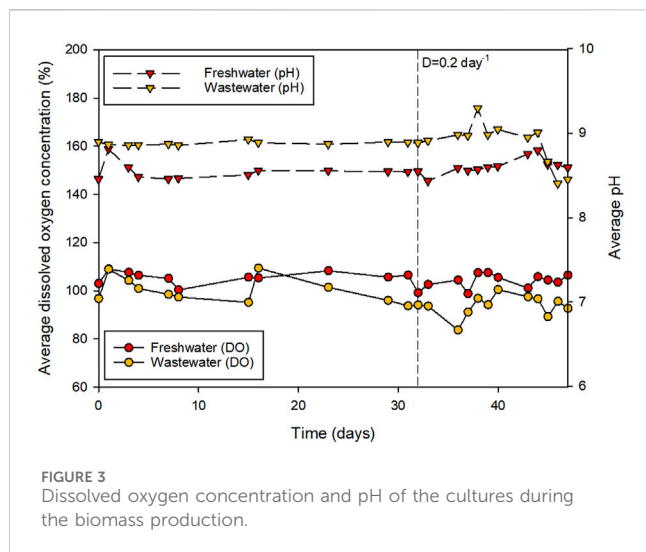 200
180
160
140
120
100
80
60
Average dissolved oxygen concentration (%)
Freshwater (pH)
Wastewater (pH)
D=0.2 day-1
10
9
8
7
6
Average pH
Freshwater (DO)
Wastewater (DO)
0 10 20 30 40
Time (days)
FIGURE 3
Dissolved oxygen concentration and pH of the cultures during
the biomass production.